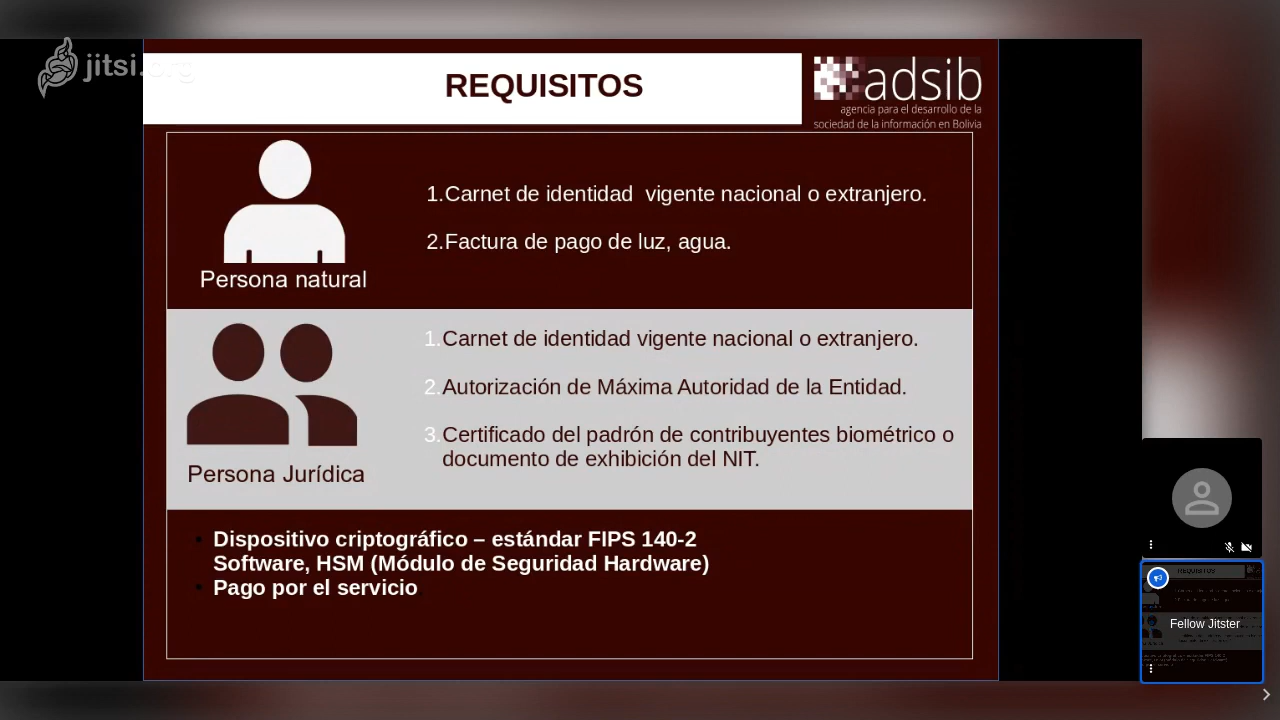 jitsi.org
REQUISITOS
adsib
agencia para el desarrollo de la
sociedad de la información en Bolivia
1.Carnet de identidad vigente nacional o extranjero.
2.Factura de pago de luz, agua.
Persona natural
1.Carnet de identidad vigente nacional o extranjero.
2.Autorización de Máxima Autoridad de la Entidad.
3.Certificado del padrón de contribuyentes biométrico o
documento de exhibición del NIT.
Persona Jurídica
• Dispositivo criptográfico – estándar FIPS 140-2
Software, HSM (Módulo de Seguridad Hardware)
• Pago por el servicio
REQUISITOS
Fellow Jitster